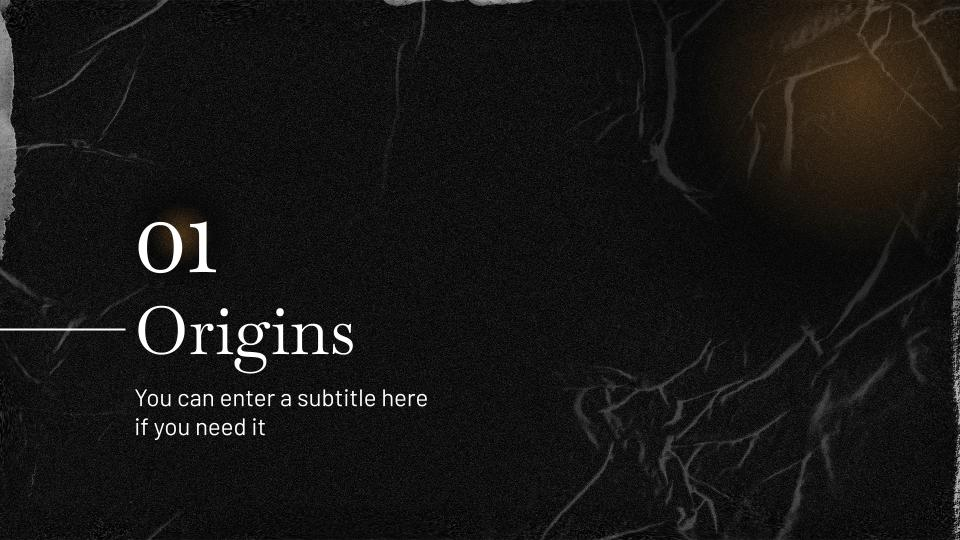 01
Origins
You can enter a subtitle here
if you need it